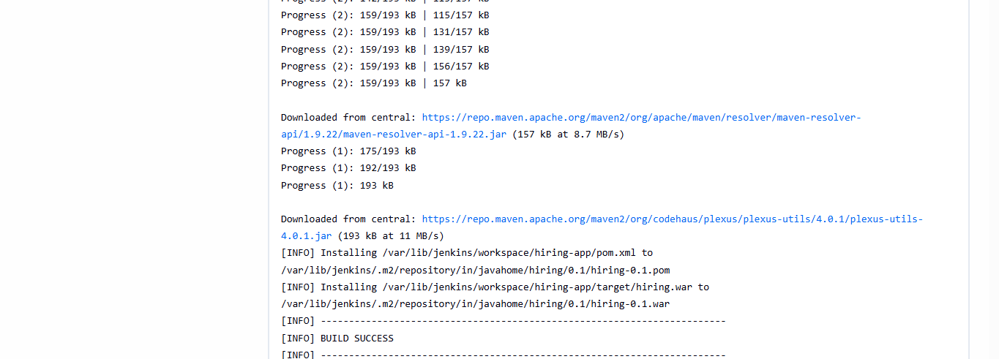 Progress (2): 159/193 kB | 115/157 kB
Progress (2): 159/193 kB | 131/157 kB
Progress (2): 159/193 kB | 139/157 kB
Progress (2): 159/193 kB | 156/157 kB
Progress (2): 159/193 kB | 157 kB
Downloaded from central: https://repo.maven.apache.org/maven2/org/apache/maven/resolver/maven-resolver-
api/1.9.22/maven-resolver-api-1.9.22.jar (157 kB at 8.7 MB/s)
Progress (1): 175/193 kB
Progress (1): 192/193 kB
Progress (1): 193 kB
Downloaded from central: https://repo.maven.apache.org/maven2/org/codehaus/plexus/plexus-utils/4.0.1/plexus-utils-
4.0.1.jar (193 kB at 11 MB/s)
[INFO] Installing /var/lib/jenkins/workspace/hiring-app/pom.xml to
/var/lib/jenkins/.m2/repository/in/javahome/hiring/0.1/hiring-0.1.pom
[INFO] Installing /var/lib/jenkins/workspace/hiring-app/target/hiring.war to
/var/lib/jenkins/.m2/repository/in/javahome/hiring/0.1/hiring-0.1.war
[INFO] ------------------------------------------------------------------------
[INFO] BUILD SUCCESS
[INFO] ------------------------------------------------------------------------